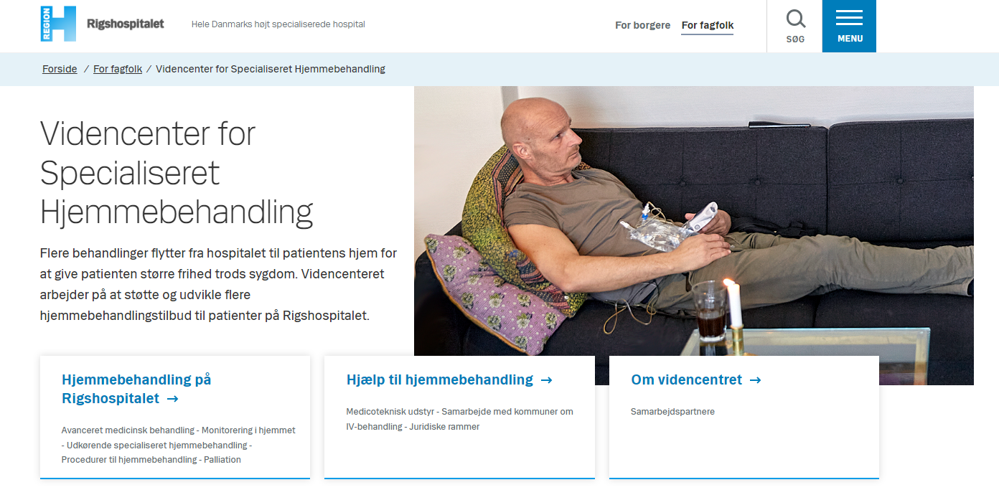 REGION
H
Rigshospitalet
Hele Danmarks højt specialiserede hospital
For borgere
For fagfolk
SØG
MENU
Forside / For fagfolk / Videncenter for Specialiseret Hjemmebehandling
Videncenter for
Specialiseret
Hjemmebehandling
Flere behandlinger flytter fra hospitalet til patientens hjem for
at give patienten større frihed trods sygdom. Videncenteret
arbejder på at støtte og udvikle flere
hjemmebehandlingstilbud til patienter på Rigshospitalet.
Hjemmebehandling på
Rigshospitalet →
Avanceret medicinsk behandling - Monitorering i hjemmet
- Udkørende specialiseret hjemmebehandling -
Procedurer til hjemmebehandling - Palliation
Hjælp til hjemmebehandling →
Medicoteknisk udstyr - Samarbejde med kommuner om
IV-behandling - Juridiske rammer
Om videncentret →
Samarbejdspartnere